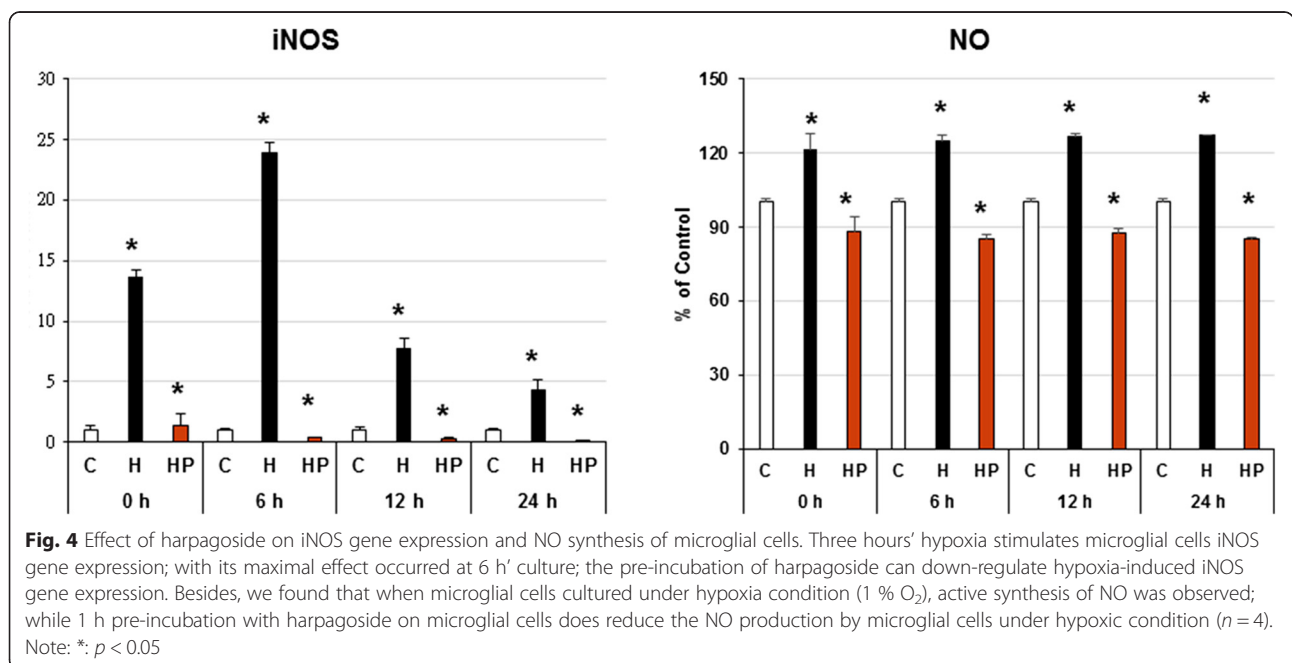 iNOS
30
25
20
15
10
5
0
* * * * * * * *
C H HP C H HP C H HP C H HP
0 h 6 h 12 h 24 h
NO
% of Control
150
120
90
60
30
0
* * * * * * * *
C H HP C H HP C H HP C H HP
0 h 6 h 12 h 24 h
Fig. 4 Effect of harpagoside on iNOS gene expression and NO synthesis of microglial cells. Three hours’ hypoxia stimulates microglial cells iNOS
gene expression; with its maximal effect occurred at 6 h’ culture; the pre-incubation of harpagoside can down-regulate hypoxia-induced iNOS
gene expression. Besides, we found that when microglial cells cultured under hypoxia condition (1 % O₂), active synthesis of NO was observed;
while 1 h pre-incubation with harpagoside on microglial cells does reduce the NO production by microglial cells under hypoxic condition (n = 4).
Note: *: p < 0.05